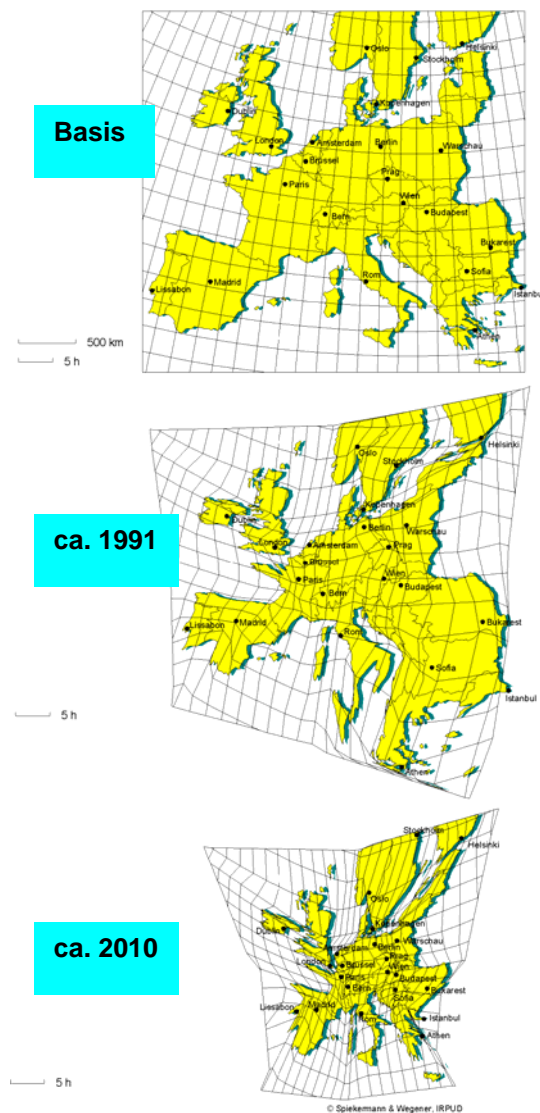 Basis
Oslo
Helsinki
Stockholm
Dublin
Kopenhagen
London
Amsterdam
Berlin
Warschau
Brüssel
Prag
Paris
Wien
Bern
Budapest
Bukarest
Rom
Sofia
Madrid
Lissabon
Istanbul
Athen
500 km
5 h
ca. 1991
Helsinki
Oslo
Stockholm
Kopenhagen
Dublin
Berlin
Warschau
London
Amsterdam
Prag
Brüssel
Paris
Wien
Budapest
Bern
Lissabon
Madrid
Bukarest
Rom
Sofia
Istanbul
5 h
Athen
ca. 2010
Stockholm
Helsinki
Oslo
Kopenhagen
Dublin
Berlin
Warschau
Amsterdam
Prag
London
Brüssel
Wien
Paris
Budapest
Bern
Bukarest
Sofia
Lissabon
Madrid
Rom
Istanbul
Athen
5 h
© Spiekermann & Wegener, IRPUD